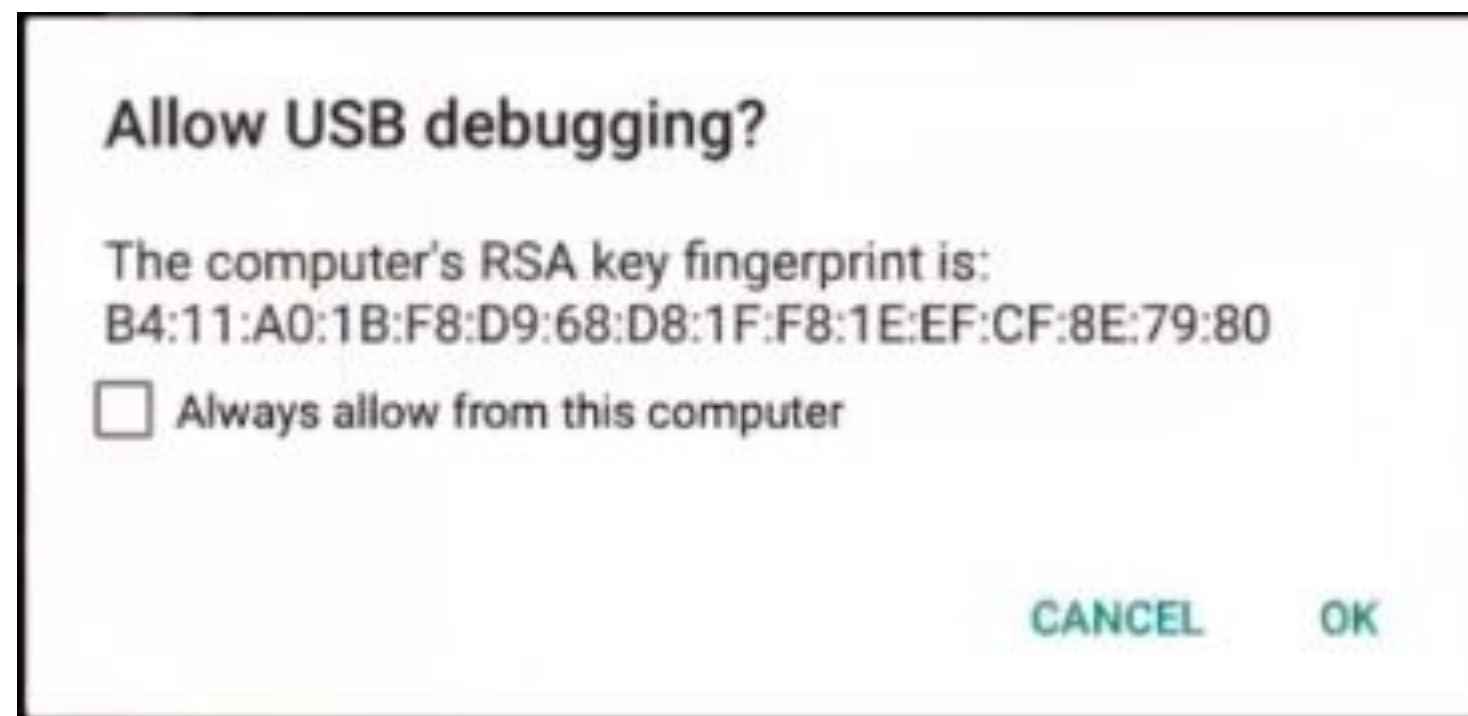 Allow USB debugging?
The computer's RSA key fingerprint is:
B4:11:A0:1B:F8:D9:68:D8:1F:F8:1E:EF:CF:8E:79:80
Always allow from this computer
CANCEL OK